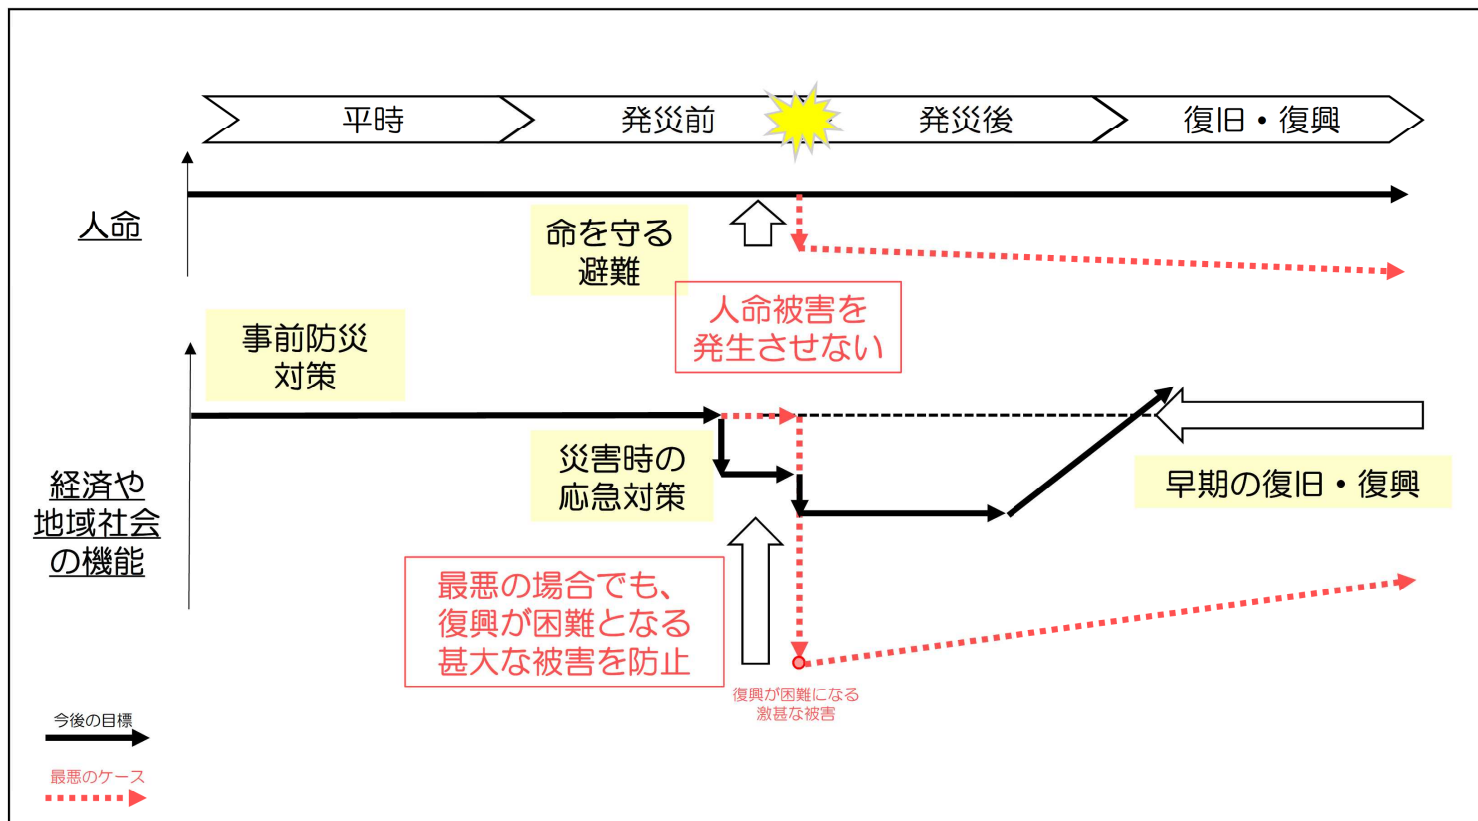 平時
発災前
発災後
復旧・復興
人命
命を守る
避難
人命被害を
発生させない
事前防災
対策
経済や
地域社会
の機能
災害時の
応急対策
早期の復旧・復興
最悪の場合でも、
復興が困難となる
甚大な被害を防止
復興が困難になる
激甚な被害
今後の目標
最悪のケース